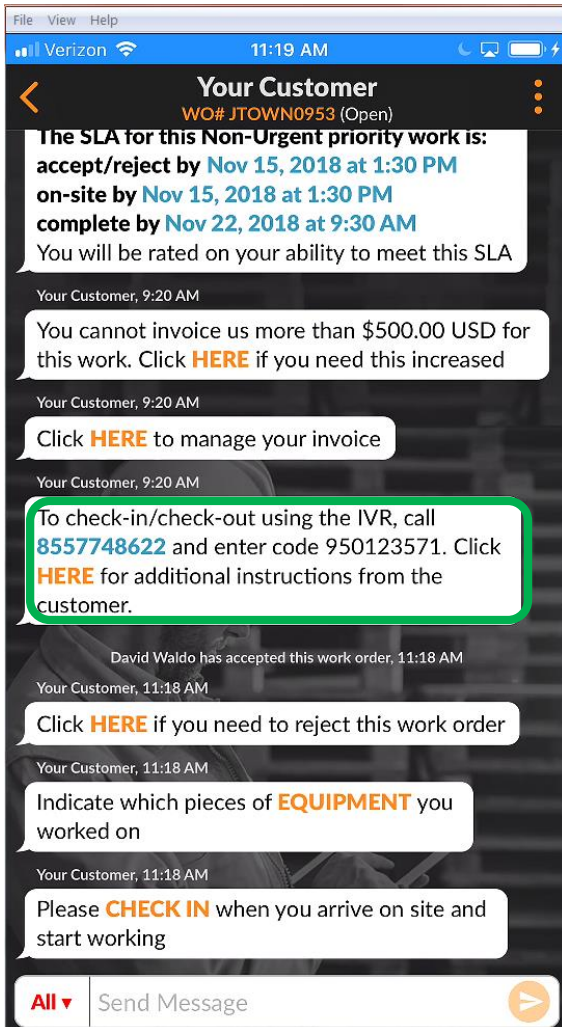 File View Help
Verizon 11:19 AM
Your Customer
WO# JTOWN0953 (Open)
The SLA for this Non-Urgent priority work is:
accept/reject by Nov 15, 2018 at 1:30 PM
on-site by Nov 15, 2018 at 1:30 PM
complete by Nov 22, 2018 at 9:30 AM
You will be rated on your ability to meet this SLA
Your Customer, 9:20 AM
You cannot invoice us more than $500.00 USD for
this work. Click HERE if you need this increased
Your Customer, 9:20 AM
Click HERE to manage your invoice
Your Customer, 9:20 AM
To check-in/check-out using the IVR, call
8557748622 and enter code 950123571. Click
HERE for additional instructions from the
customer.
David Waldo has accepted this work order, 11:18 AM
Your Customer, 11:18 AM
Click HERE if you need to reject this work order
Your Customer, 11:18 AM
Indicate which pieces of EQUIPMENT you
worked on
Your Customer, 11:18 AM
Please CHECK IN when you arrive on site and
start working
All Send Message